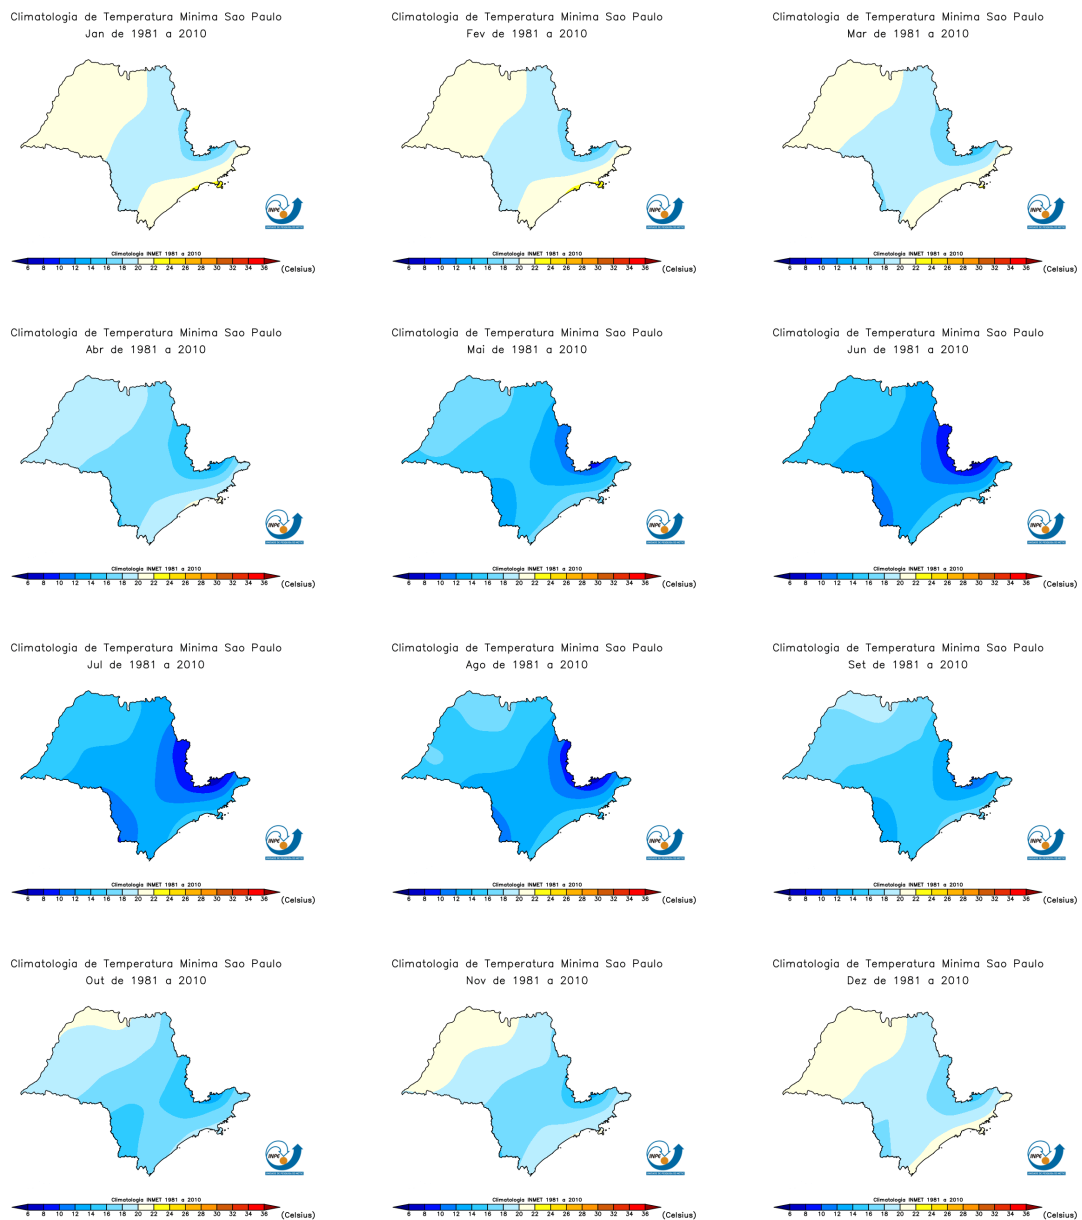 Climatologia de Temperatura Minima Sao Paulo
Jan de 1981 a 2010
INPE
Climatologia INMET 1981 a 2010
6 8 10 12 14 16 18 20 22 24 26 28 30 32 34 36 (Celsius)
Climatologia de Temperatura Minima Sao Paulo
Fev de 1981 a 2010
INPE
Climatologia INMET 1981 a 2010
6 8 10 12 14 16 18 20 22 24 26 28 30 32 34 36 (Celsius)
Climatologia de Temperatura Minima Sao Paulo
Mar de 1981 a 2010
INPE
Climatologia INMET 1981 a 2010
6 8 10 12 14 16 18 20 22 24 26 28 30 32 34 36 (Celsius)
Climatologia de Temperatura Minima Sao Paulo
Abr de 1981 a 2010
INPE
Climatologia INMET 1981 a 2010
6 8 10 12 14 16 18 20 22 24 26 28 30 32 34 36 (Celsius)
Climatologia de Temperatura Minima Sao Paulo
Mai de 1981 a 2010
INPE
Climatologia INMET 1981 a 2010
6 8 10 12 14 16 18 20 22 24 26 28 30 32 34 36 (Celsius)
Climatologia de Temperatura Minima Sao Paulo
Jun de 1981 a 2010
INPE
Climatologia INMET 1981 a 2010
6 8 10 12 14 16 18 20 22 24 26 28 30 32 34 36 (Celsius)
Climatologia de Temperatura Minima Sao Paulo
Jul de 1981 a 2010
INPE
Climatologia INMET 1981 a 2010
6 8 10 12 14 16 18 20 22 24 26 28 30 32 34 36 (Celsius)
Climatologia de Temperatura Minima Sao Paulo
Ago de 1981 a 2010
INPE
Climatologia INMET 1981 a 2010
6 8 10 12 14 16 18 20 22 24 26 28 30 32 34 36 (Celsius)
Climatologia de Temperatura Minima Sao Paulo
Set de 1981 a 2010
INPE
Climatologia INMET 1981 a 2010
6 8 10 12 14 16 18 20 22 24 26 28 30 32 34 36 (Celsius)
Climatologia de Temperatura Minima Sao Paulo
Out de 1981 a 2010
INPE
Climatologia INMET 1981 a 2010
6 8 10 12 14 16 18 20 22 24 26 28 30 32 34 36 (Celsius)
Climatologia de Temperatura Minima Sao Paulo
Nov de 1981 a 2010
INPE
Climatologia INMET 1981 a 2010
6 8 10 12 14 16 18 20 22 24 26 28 30 32 34 36 (Celsius)
Climatologia de Temperatura Minima Sao Paulo
Dez de 1981 a 2010
INPE
Climatologia INMET 1981 a 2010
6 8 10 12 14 16 18 20 22 24 26 28 30 32 34 36 (Celsius)